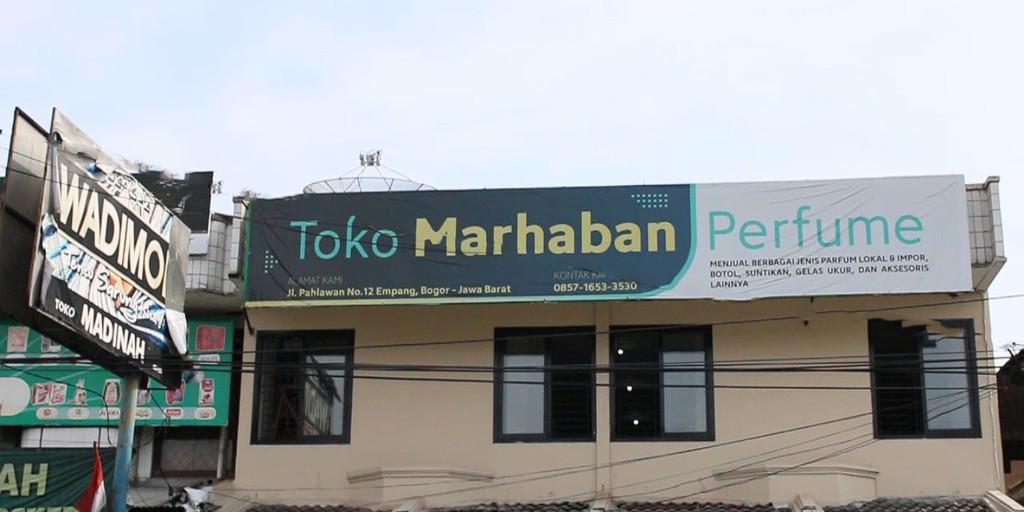 WADIMOR
TOKO MADINAH
Toko Marhaban Perfume
ALAMAT KAMI
Jl. Pahlawan No.12 Empang, Bogor - Jawa Barat
KONTAK
0857-1653-3530
MENJUAL BERBAGAI JENIS PARFUM LOKAL & IMPOR,
BOTOL, SUNTIKAN, GELAS UKUR, DAN AKSESORIS
LAINNYA
AH